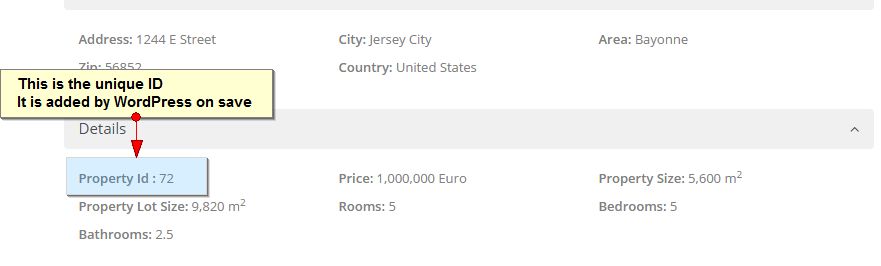 Address: 1244 E Street City: Jersey City Area: Bayonne
Zip: 56852 Country: United States
This is the unique ID
It is added by WordPress on save
Details
Property Id : 72 Price: 1,000,000 Euro Property Size: 5,600 m²
Property Lot Size: 9,820 m² Rooms: 5 Bedrooms: 5
Bathrooms: 2.5